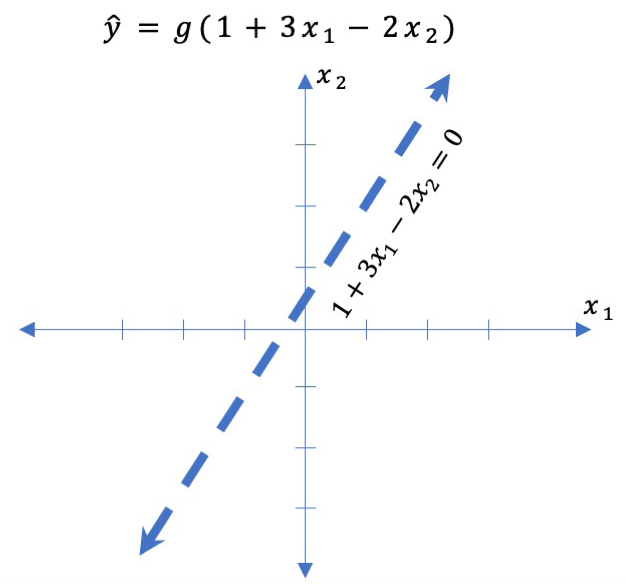 ŷ = g(1 + 3x₁ − 2x₂)
x₂
1 + 3x₁ − 2x₂ = 0
x₁